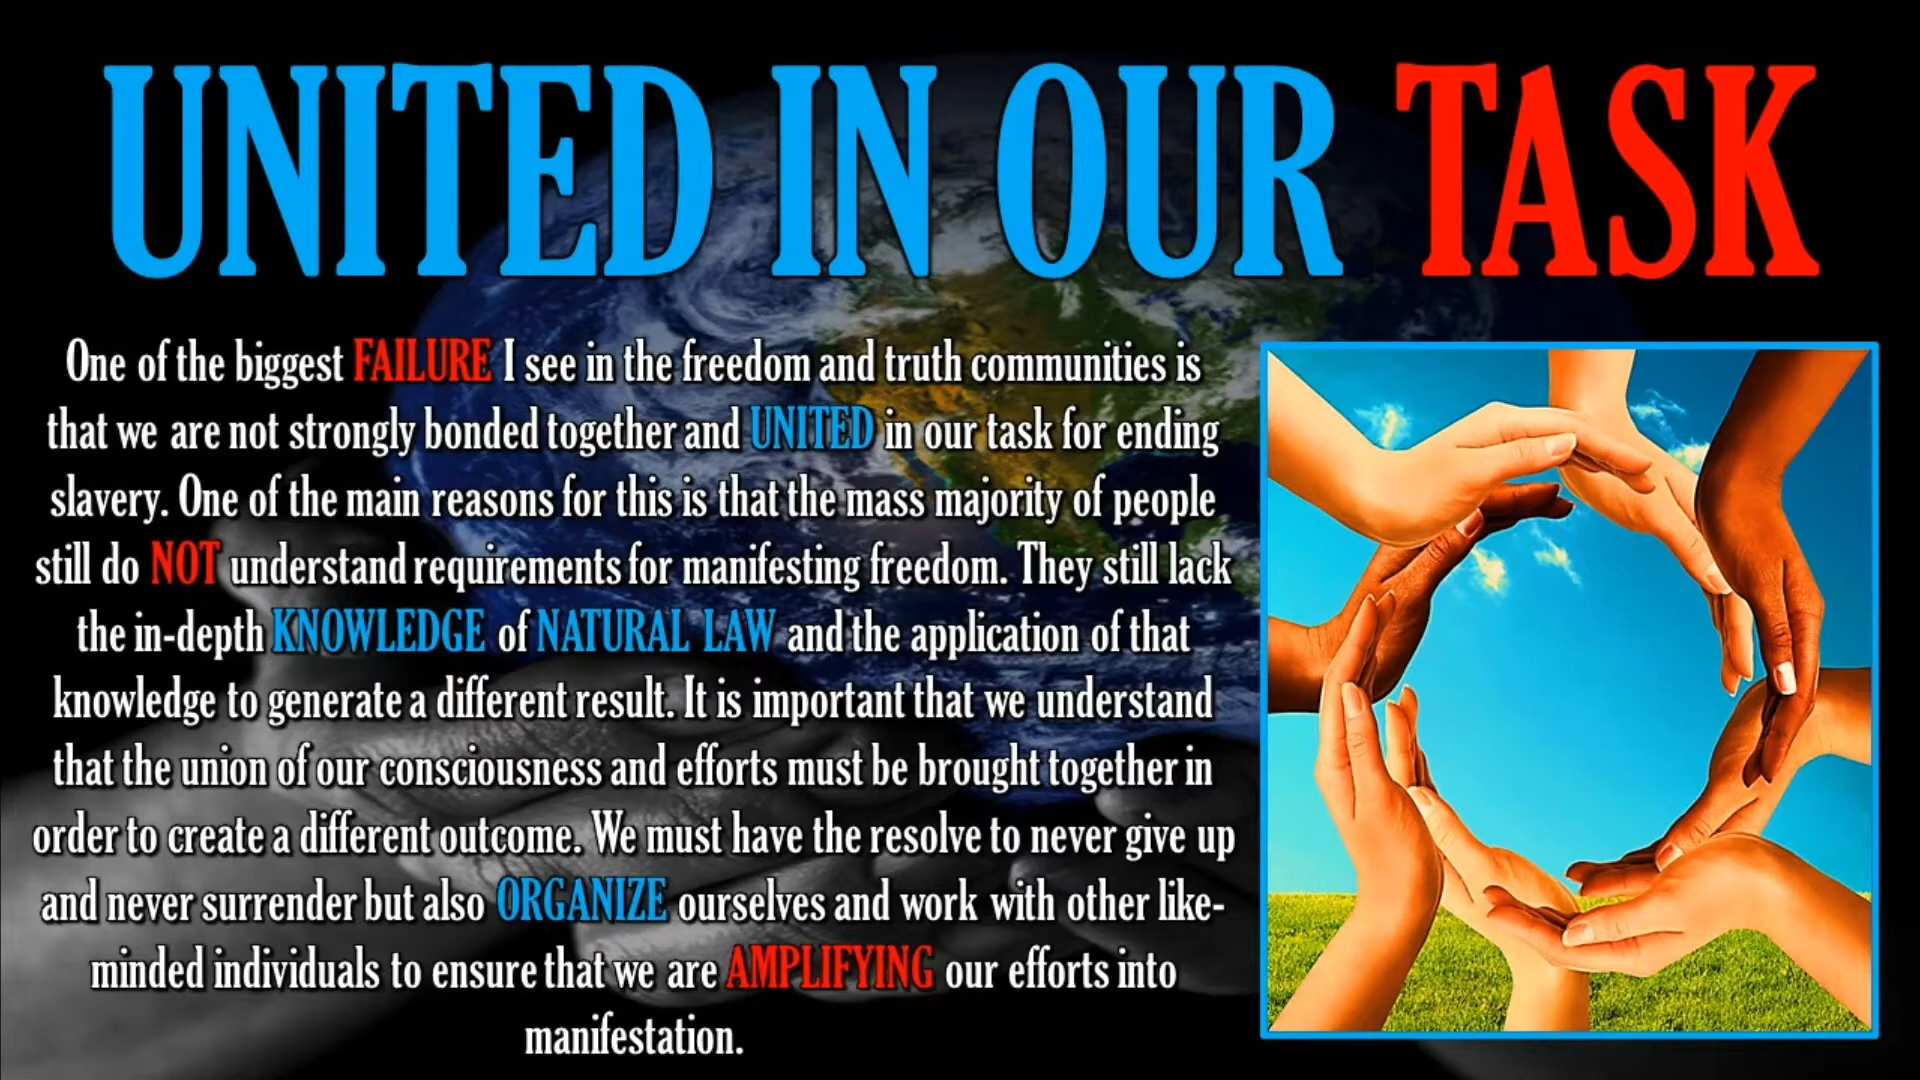 UNITED IN OUR TASK
One of the biggest FAILURE I see in the freedom and truth communities is
that we are not strongly bonded together and UNITED in our task for ending
slavery. One of the main reasons for this is that the mass majority of people
still do NOT understand requirements for manifesting freedom. They still lack
the in-depth KNOWLEDGE of NATURAL LAW and the application of that
knowledge to generate a different result. It is important that we understand
that the union of our consciousness and efforts must be brought together in
order to create a different outcome. We must have the resolve to never give up
and never surrender but also ORGANIZE ourselves and work with other like-
minded individuals to ensure that we are AMPLIFYING our efforts into
manifestation.